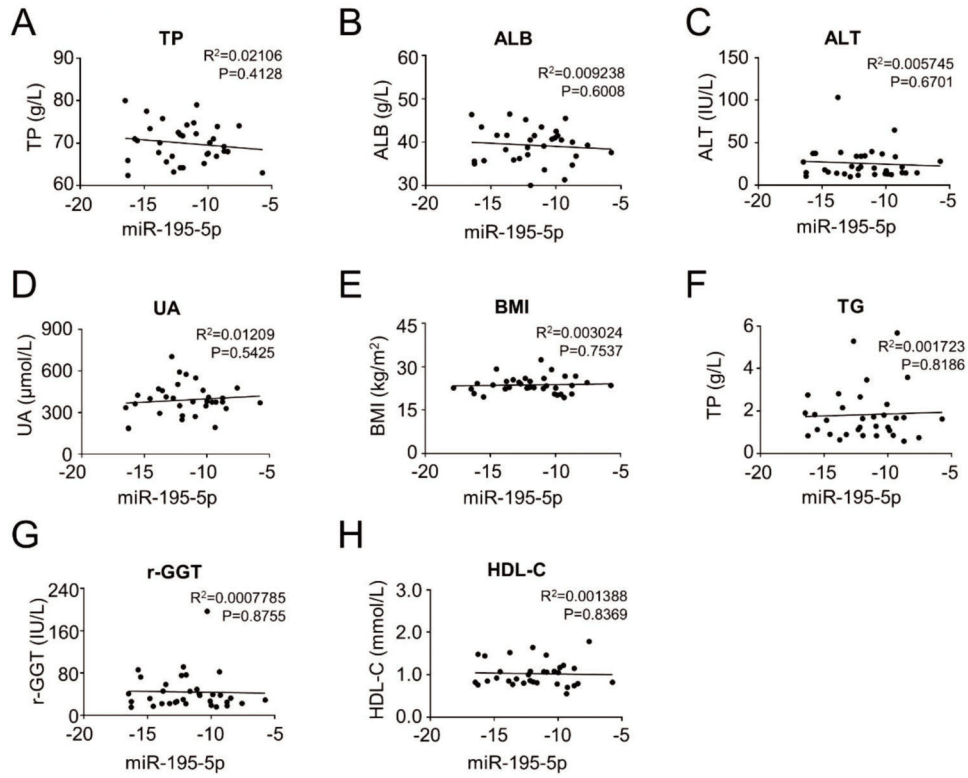 A
TP
R²=0.02106
P=0.4128
TP (g/L)
90
80
70
60
-20 -15 -10 -5
miR-195-5p
B
ALB
R²=0.009238
P=0.6008
ALB (g/L)
60
50
40
30
-20 -15 -10 -5
miR-195-5p
C
ALT
R²=0.005745
P=0.6701
ALT (IU/L)
150
100
50
0
-20 -15 -10 -5
miR-195-5p
D
UA
R²=0.01209
P=0.5425
UA (μmol/L)
900
600
300
0
-20 -15 -10 -5
miR-195-5p
E
BMI
R²=0.003024
P=0.7537
BMI (kg/m²)
45
30
15
0
-20 -15 -10 -5
miR-195-5p
F
TG
R²=0.001723
P=0.8186
TP (g/L)
6
4
2
0
-20 -15 -10 -5
miR-195-5p
G
r-GGT
R²=0.0007785
P=0.8755
r-GGT (IU/L)
240
160
80
0
-20 -15 -10 -5
miR-195-5p
H
HDL-C
R²=0.001388
P=0.8369
HDL-C (mmol/L)
3.0
2.0
1.0
0.0
-20 -15 -10 -5
miR-195-5p